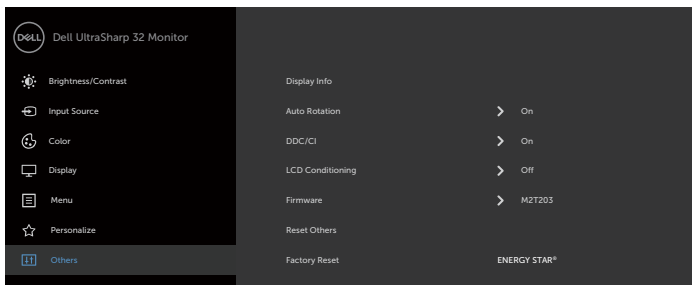 DELL Dell UltraSharp 32 Monitor
Brightness/Contrast Display Info
Input Source Auto Rotation On
Color DDC/CI On
Display LCD Conditioning Off
Menu Firmware M2T203
Personalize Reset Others
Others Factory Reset ENERGY STAR®